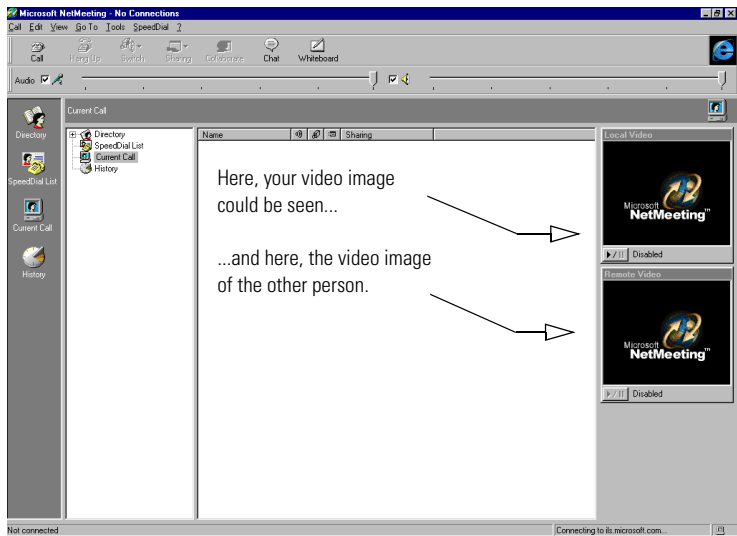 Microsoft NetMeeting - No Connections
Call Edit View Go To Tools SpeedDial ?
Call Hang Up Switch Sharing Collaborate Chat Whiteboard
Audio
Current Call
Directory
SpeedDial List
Current Call
History
Directory
SpeedDial List
Current Call
History
Name Sharing
Here, your video image
could be seen...
...and here, the video image
of the other person.
Local Video
Microsoft
NetMeeting™
Disabled
Remote Video
Microsoft
NetMeeting™
Disabled
Not connected
Connecting to ils.microsoft.com...